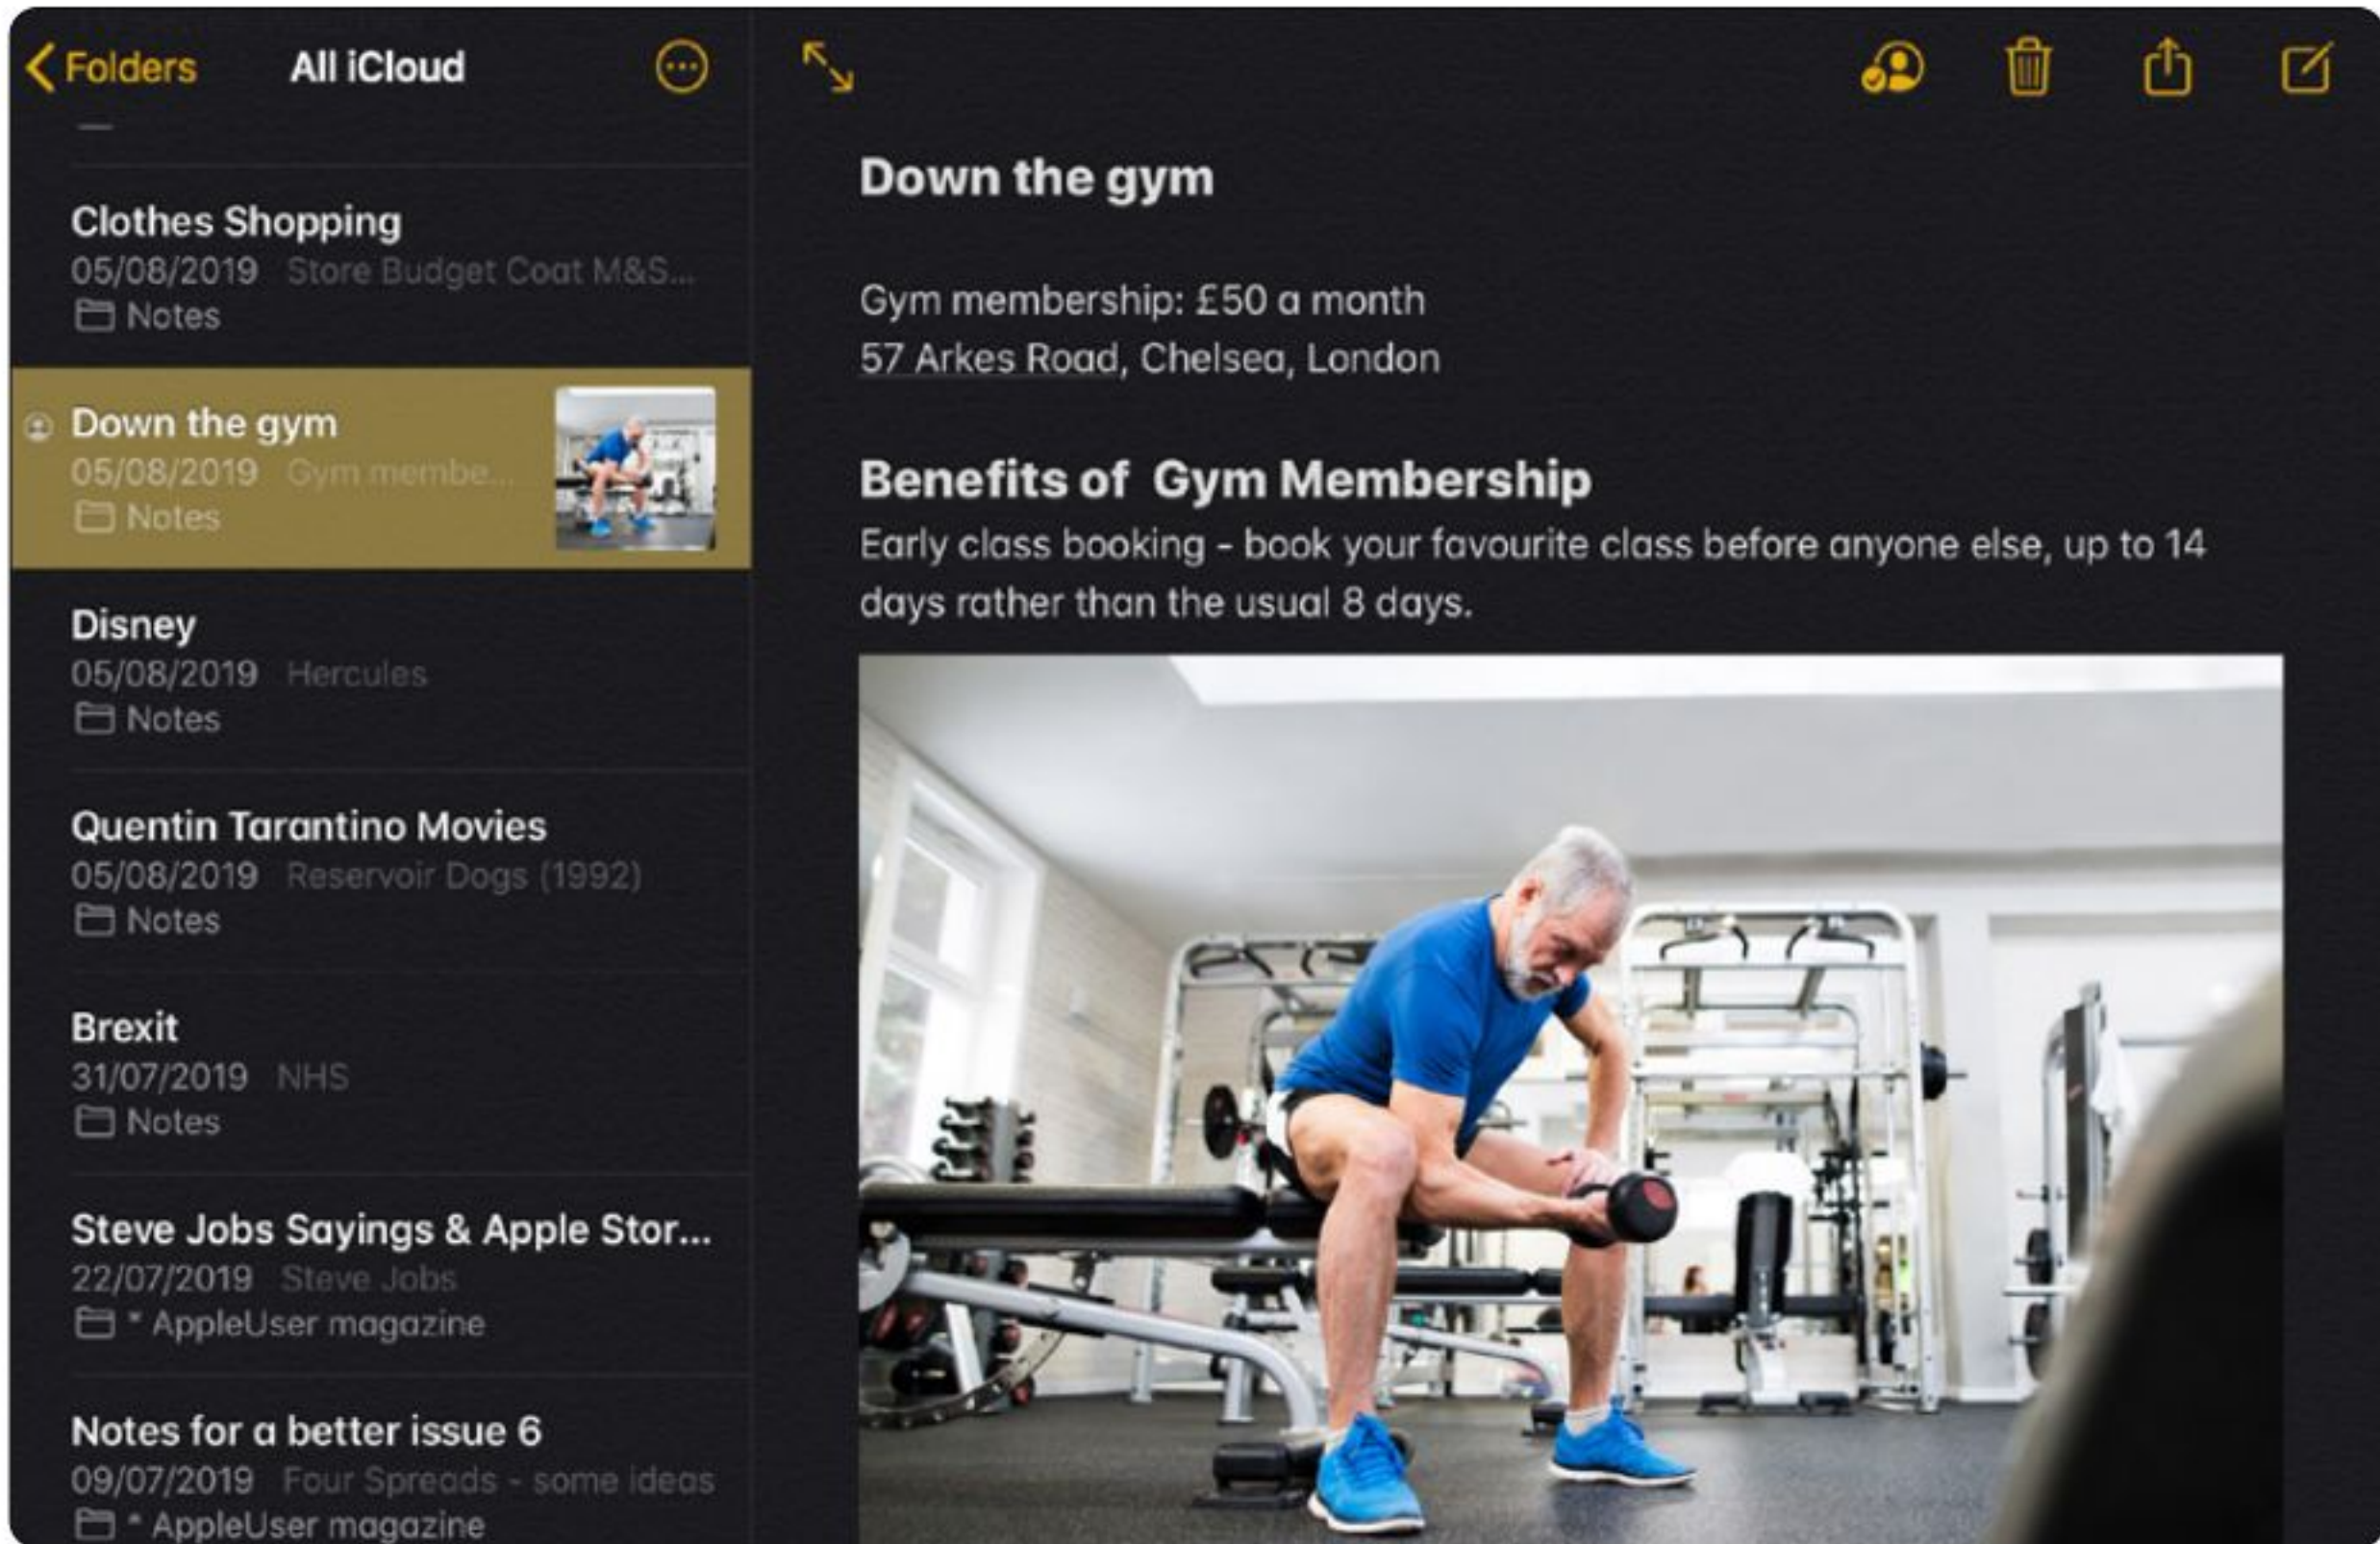 Folders
All iCloud
Clothes Shopping
05/08/2019 Store Budget Coat M&S...
Notes
Down the gym
05/08/2019 Gym membe...
Notes
Disney
05/08/2019 Hercules
Notes
Quentin Tarantino Movies
05/08/2019 Reservoir Dogs (1992)
Notes
Brexit
31/07/2019 NHS
Notes
Steve Jobs Sayings & Apple Stor...
22/07/2019 Steve Jobs
* AppleUser magazine
Notes for a better issue 6
09/07/2019 Four Spreads - some ideas
* AppleUser magazine
Down the gym
Gym membership: £50 a month
57 Arkes Road, Chelsea, London
Benefits of  Gym Membership
Early class booking - book your favourite class before anyone else, up to 14
days rather than the usual 8 days.